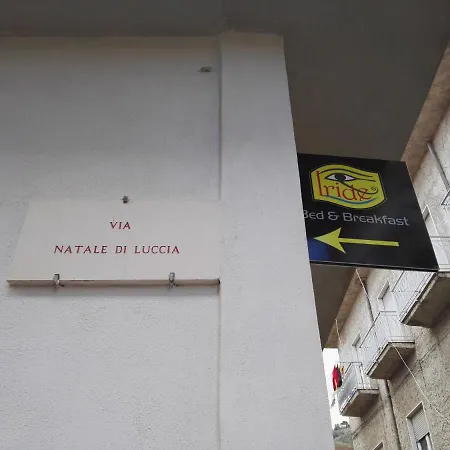 VIA
NATALE DI LUCCIA
Iride®
Bed & Breakfast